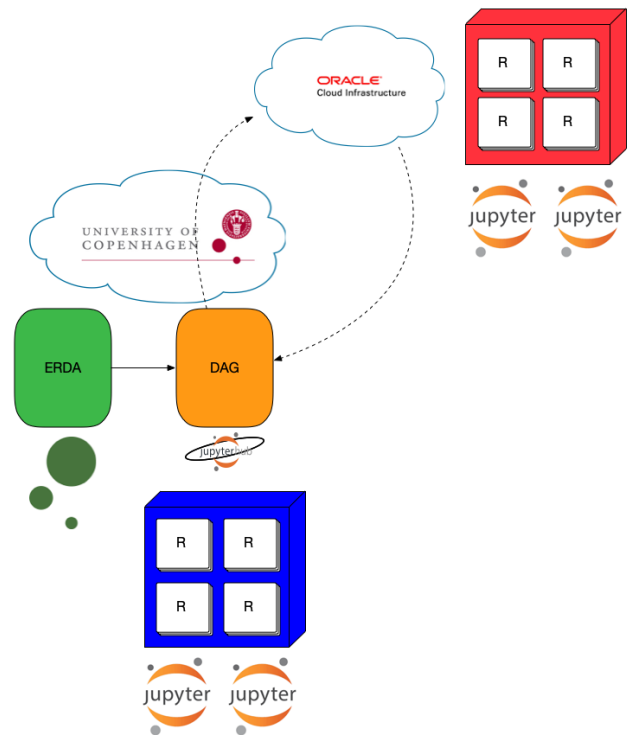 ORACLE
Cloud Infrastructure
R
R
R
R
jupyter
jupyter
UNIVERSITY OF
COPENHAGEN
ERDA
DAG
jupyterhub
R
R
R
R
jupyter
jupyter